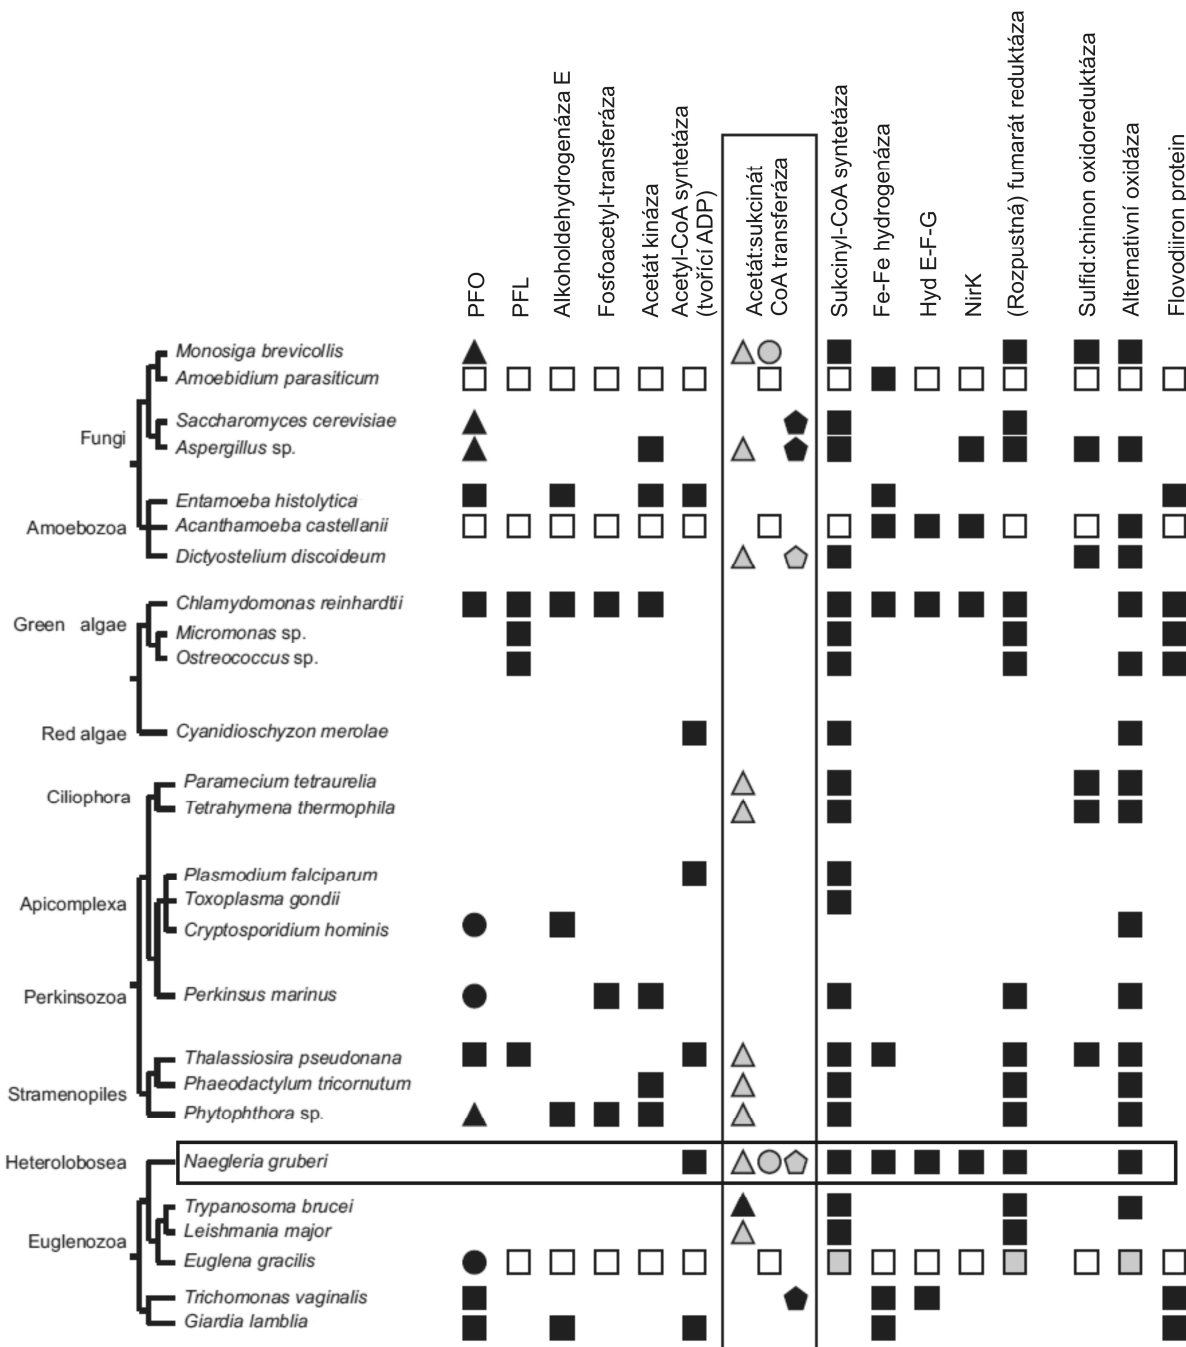 PFO
PFL
Alkoholdehydrogenáza E
Fosfoacetyl-transferáza
Acetát kináza
Acetyl-CoA syntetáza
(tvořící ADP)
Acetát:sukcinát
CoA transferáza
Sukcinyl-CoA syntetáza
Fe-Fe hydrogenáza
Hyd E-F-G
NirK
(Rozpustná) fumarát reduktáza
Sulfid:chinon oxidoreduktáza
Alternativní oxidáza
Flovodiiron protein
Monosiga brevicollis
Amoebidium parasiticum
Fungi
Saccharomyces cerevisiae
Aspergillus sp.
Entamoeba histolytica
Amoebozoa
Acanthamoeba castellanii
Dictyostelium discoideum
Chlamydomonas reinhardtii
Green algae
Micromonas sp.
Ostreococcus sp.
Red algae
Cyanidioschyzon merolae
Paramecium tetraurelia
Ciliophora
Tetrahymena thermophila
Plasmodium falciparum
Apicomplexa
Toxoplasma gondii
Cryptosporidium hominis
Perkinsozoa
Perkinsus marinus
Thalassiosira pseudonana
Stramenopiles
Phaeodactylum tricornutum
Phytophthora sp.
Heterolobosea
Naegleria gruberi
Trypanosoma brucei
Euglenozoa
Leishmania major
Euglena gracilis
Trichomonas vaginalis
Giardia lamblia